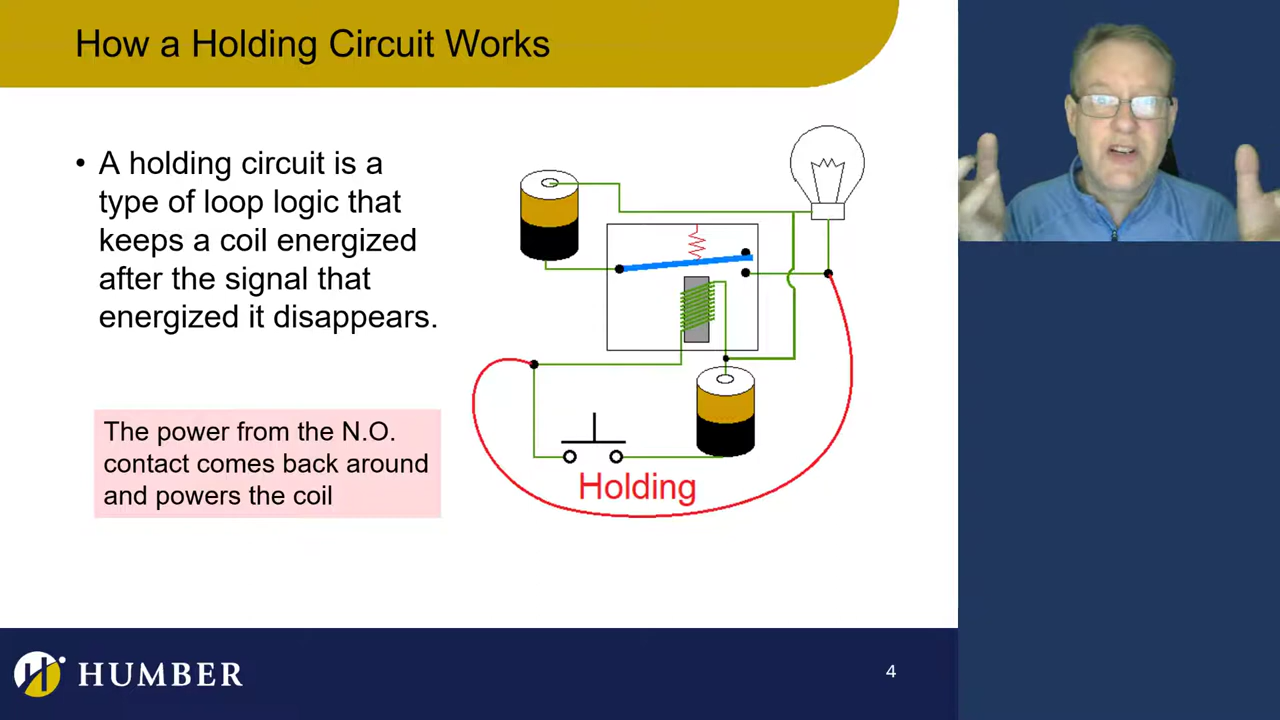 How a Holding Circuit Works
• A holding circuit is a
type of loop logic that
keeps a coil energized
after the signal that
energized it disappears.
The power from the N.O.
contact comes back around
and powers the coil
Holding
HUMBER
4